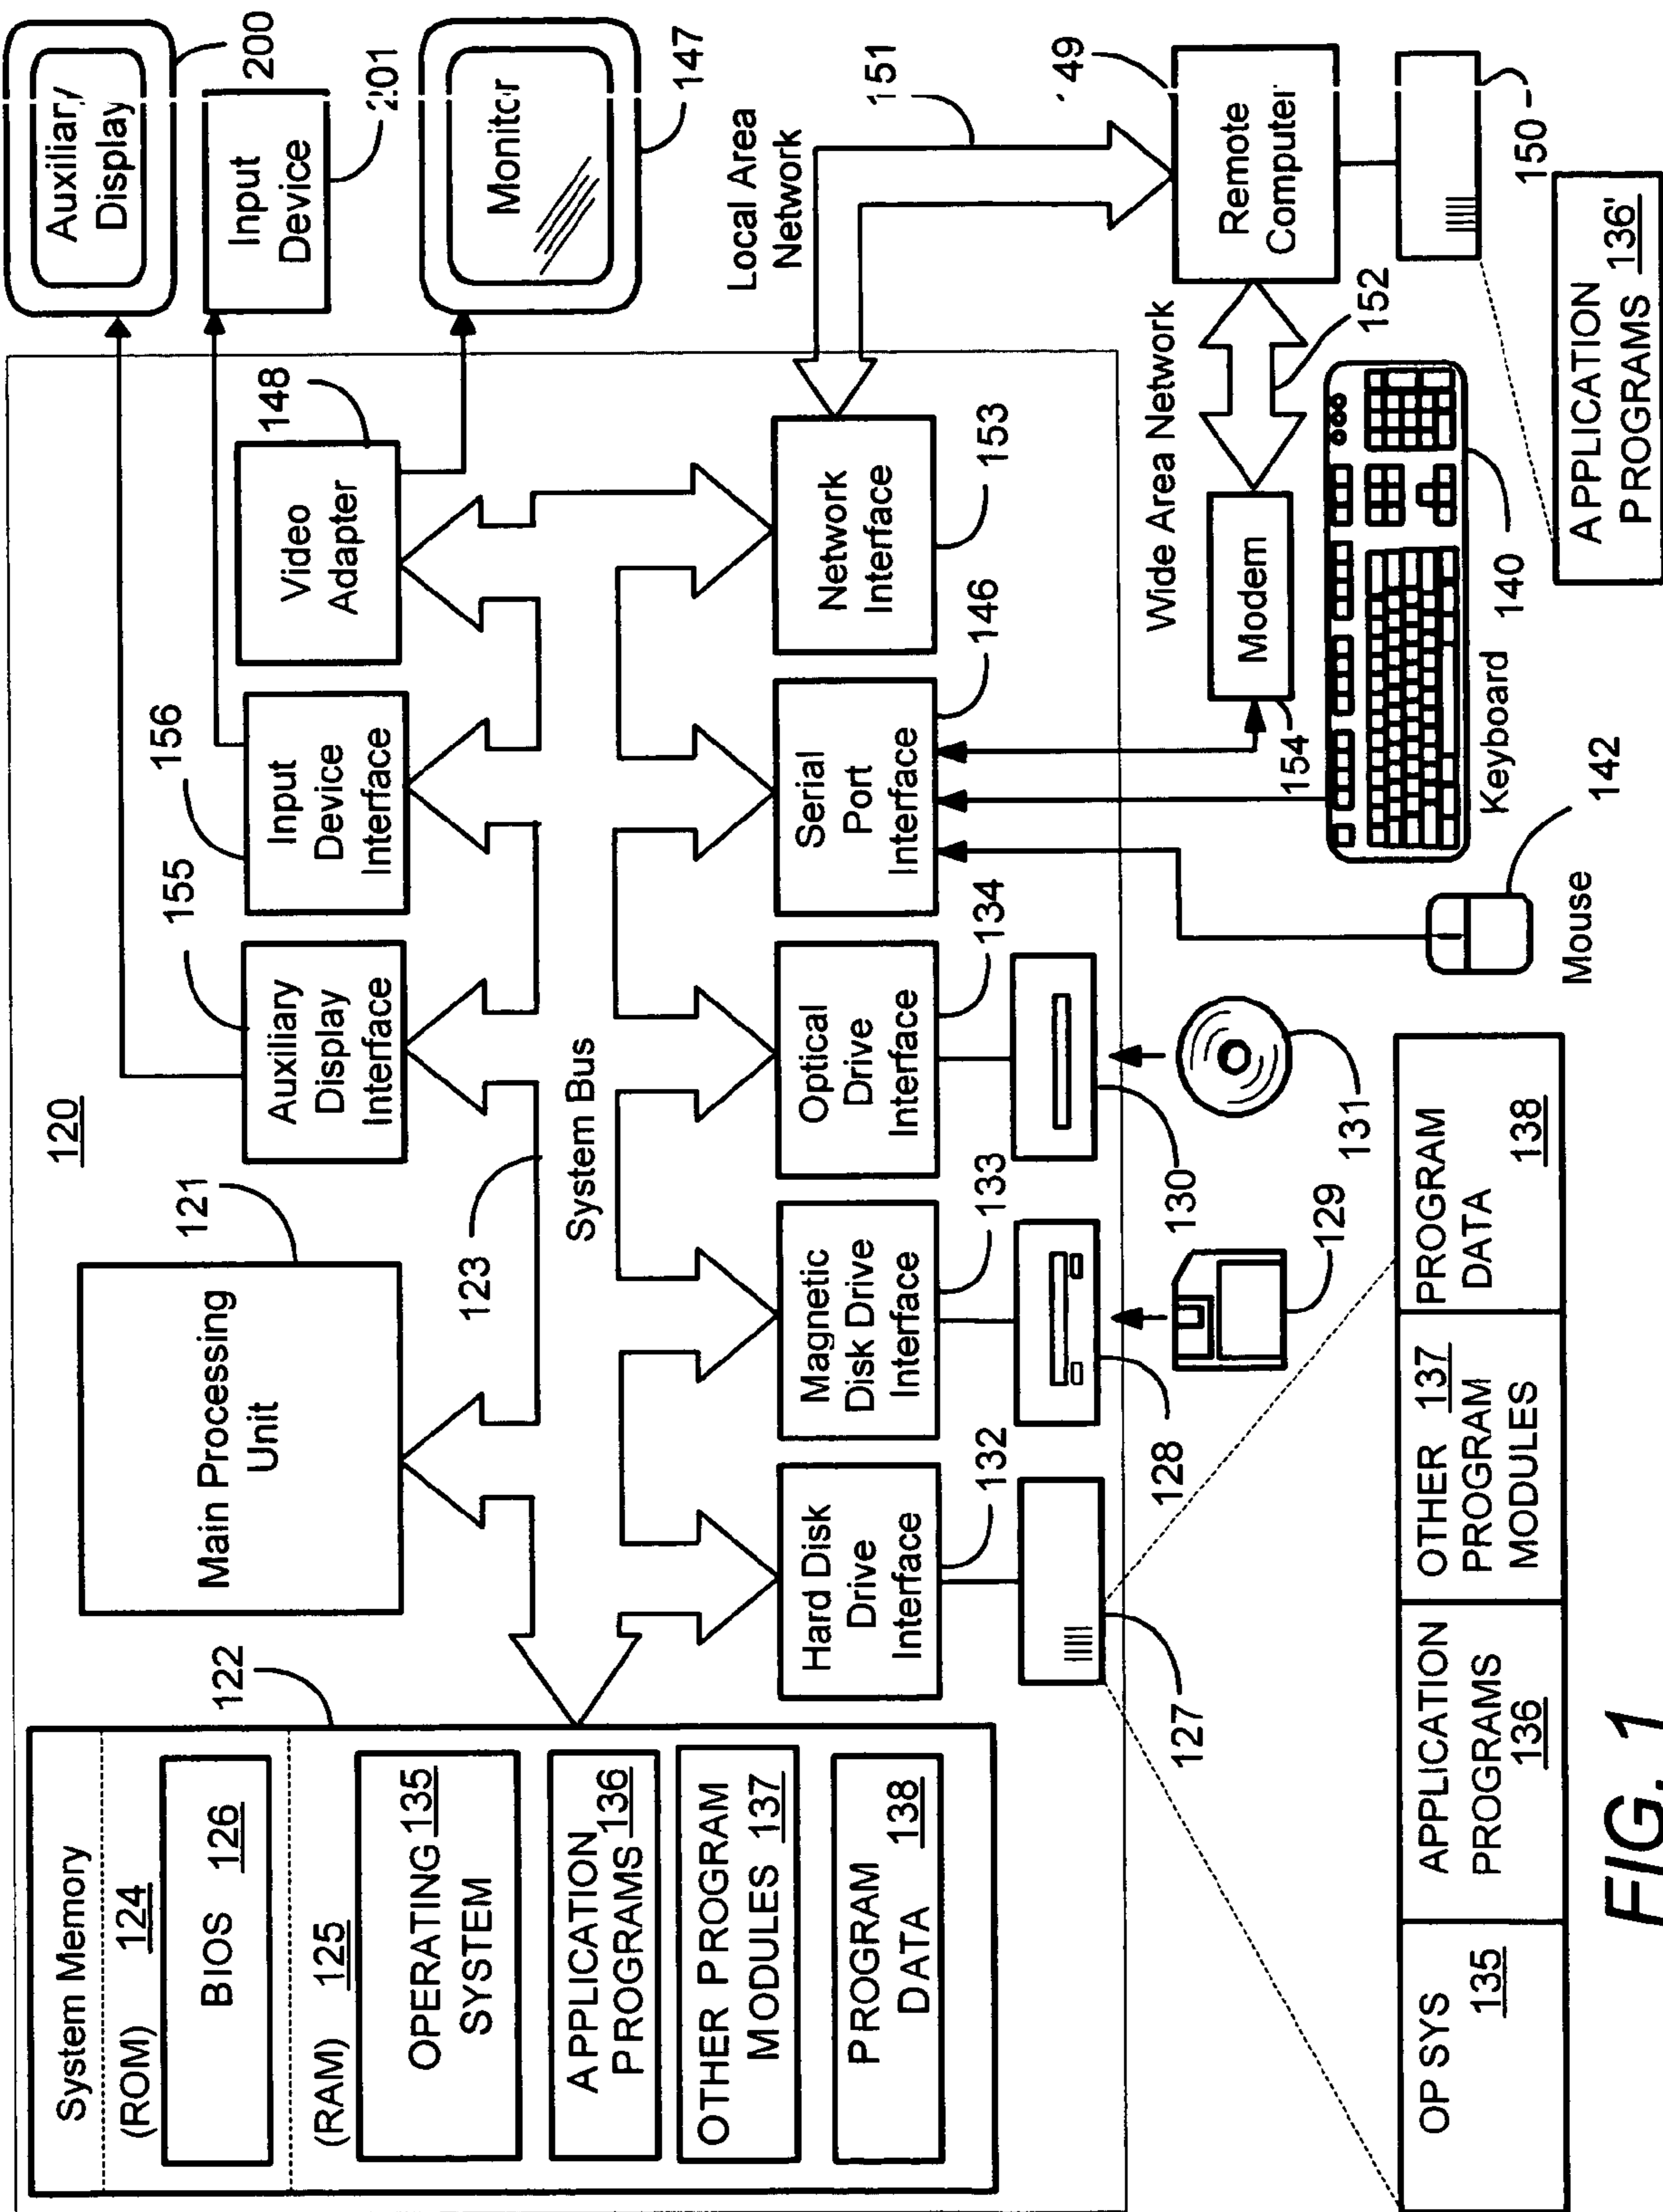 120
System Memory
(ROM) 124
BIOS 126
(RAM) 125
OPERATING 135
SYSTEM
APPLICATION
PROGRAMS 136
OTHER PROGRAM
MODULES 137
PROGRAM
DATA 138
122
Main Processing
Unit
121
123
System Bus
Auxiliary
Display
Interface
155
Input
Device
Interface
156
Video
Adapter
148
Auxiliary
Display
200
Input
Device
201
Monitor
147
Hard Disk
Drive
Interface
132
Magnetic
Disk Drive
Interface
133
Optical
Drive
Interface
134
Serial
Port
Interface
146
Network
Interface
153
Local Area
Network
151
127
128
129
130
131
Wide Area Network
Modem
154
152
49
Remote
Computer
150
Mouse
142
Keyboard
140
APPLICATION
PROGRAMS 136'
OP SYS
135
APPLICATION
PROGRAMS
136
OTHER 137
PROGRAM
MODULES
PROGRAM
DATA 138
FIG. 1